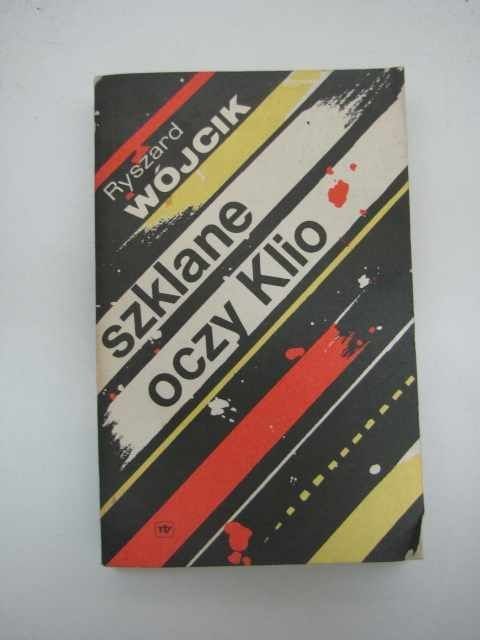 Ryszard
WÓJCIK
szklane
oczy Klio